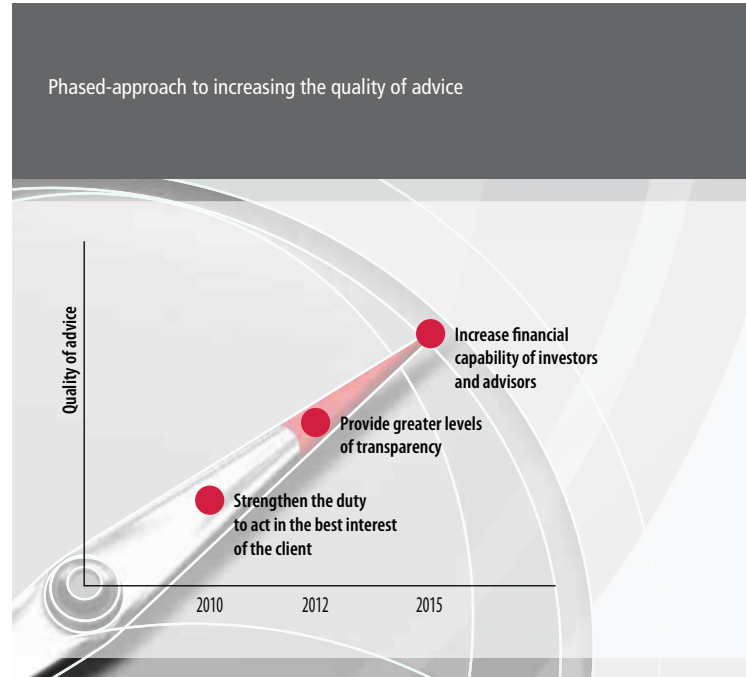 Phased-approach to increasing the quality of advice
Quality of advice
Increase financial
capability of investors
and advisors
Provide greater levels
of transparency
Strengthen the duty
to act in the best interest
of the client
2010
2012
2015